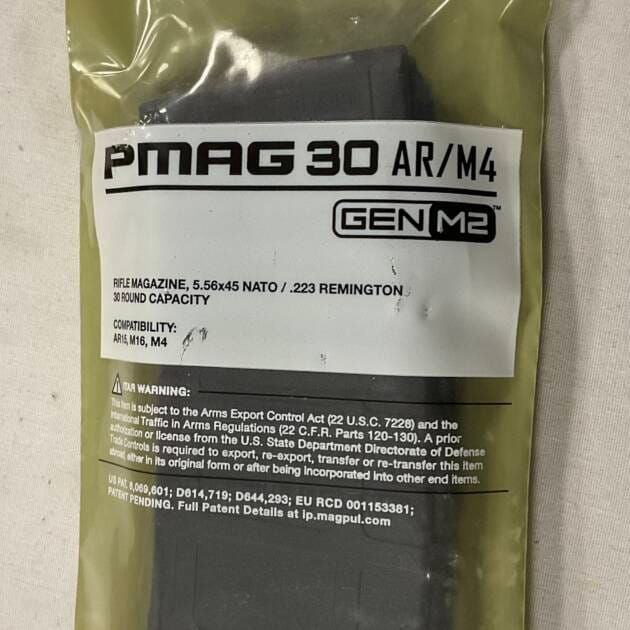 PMAG 30 AR/M4
GEN M2™
RIFLE MAGAZINE, 5.56x45 NATO / .223 REMINGTON
30 ROUND CAPACITY
COMPATIBILITY:
AR15, M16, M4
ITAR WARNING:
This item is subject to the Arms Export Control Act (22 U.S.C. 7228) and the
International Traffic in Arms Regulations (22 C.F.R. Parts 120-130). A prior
authorization or license from the U.S. State Department Directorate of Defense
Trade Controls is required to export, re-export, transfer or re-transfer this item
abroad, either in its original form or after being incorporated into other end items.
US PAT. 8,069,601; D614,719; D644,293; EU RCD 001153381;
PATENT PENDING. Full Patent Details at ip.magpul.com